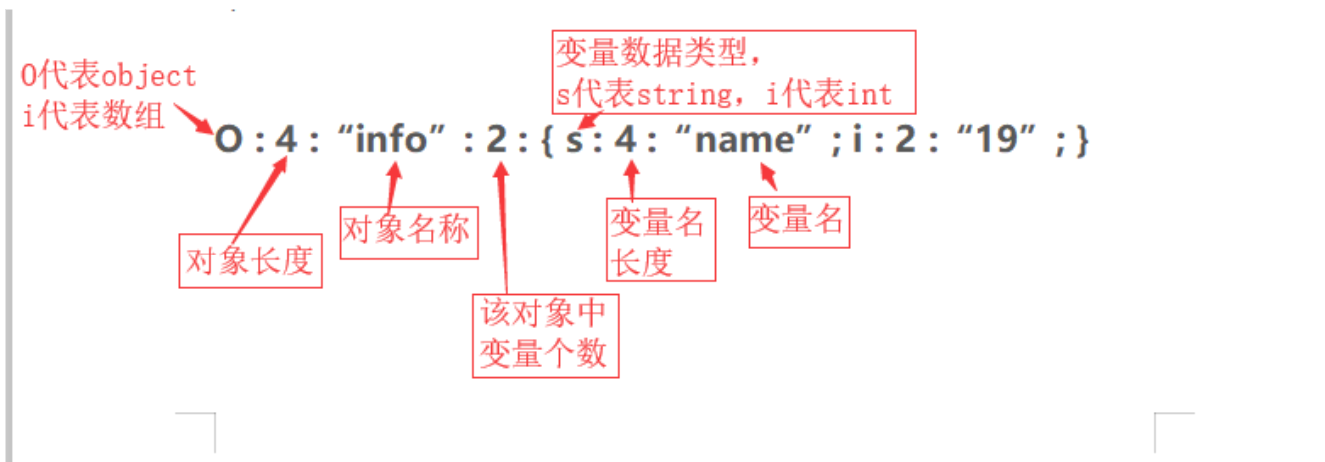 变量数据类型，
s代表string，i代表int
O代表object
i代表数组
O : 4 : “info” : 2 : { s : 4 : “name” ; i : 2 : “19” ; }
对象长度
对象名称
该对象中
变量个数
变量名
长度
变量名